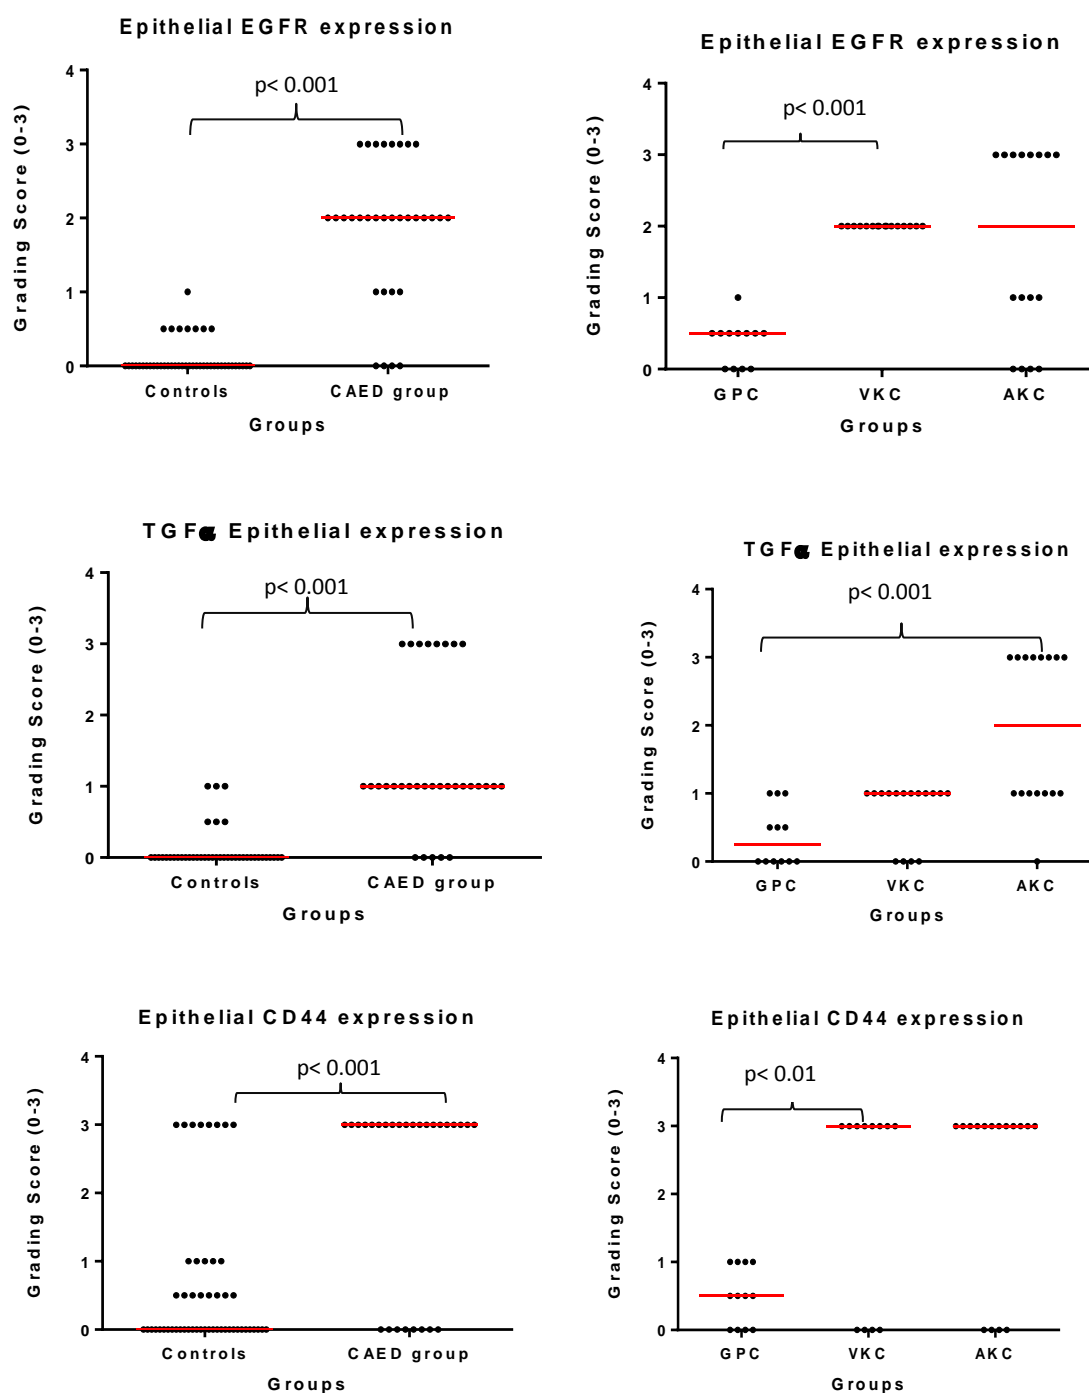 Epithelial EGFR expression
p< 0.001
Grading Score (0-3)
4
3
2
1
0
Controls
CAED group
Groups
Epithelial EGFR expression
p< 0.001
Grading Score (0-3)
4
3
2
1
0
GPC
VKC
AKC
Groups
TGFα Epithelial expression
p< 0.001
Grading Score (0-3)
4
3
2
1
0
Controls
CAED group
Groups
TGFα Epithelial expression
p< 0.001
Grading Score (0-3)
4
3
2
1
0
GPC
VKC
AKC
Groups
Epithelial CD44 expression
p< 0.001
Grading Score (0-3)
4
3
2
1
0
Controls
CAED group
Groups
Epithelial CD44 expression
p< 0.01
Grading Score (0-3)
4
3
2
1
0
GPC
VKC
AKC
Groups